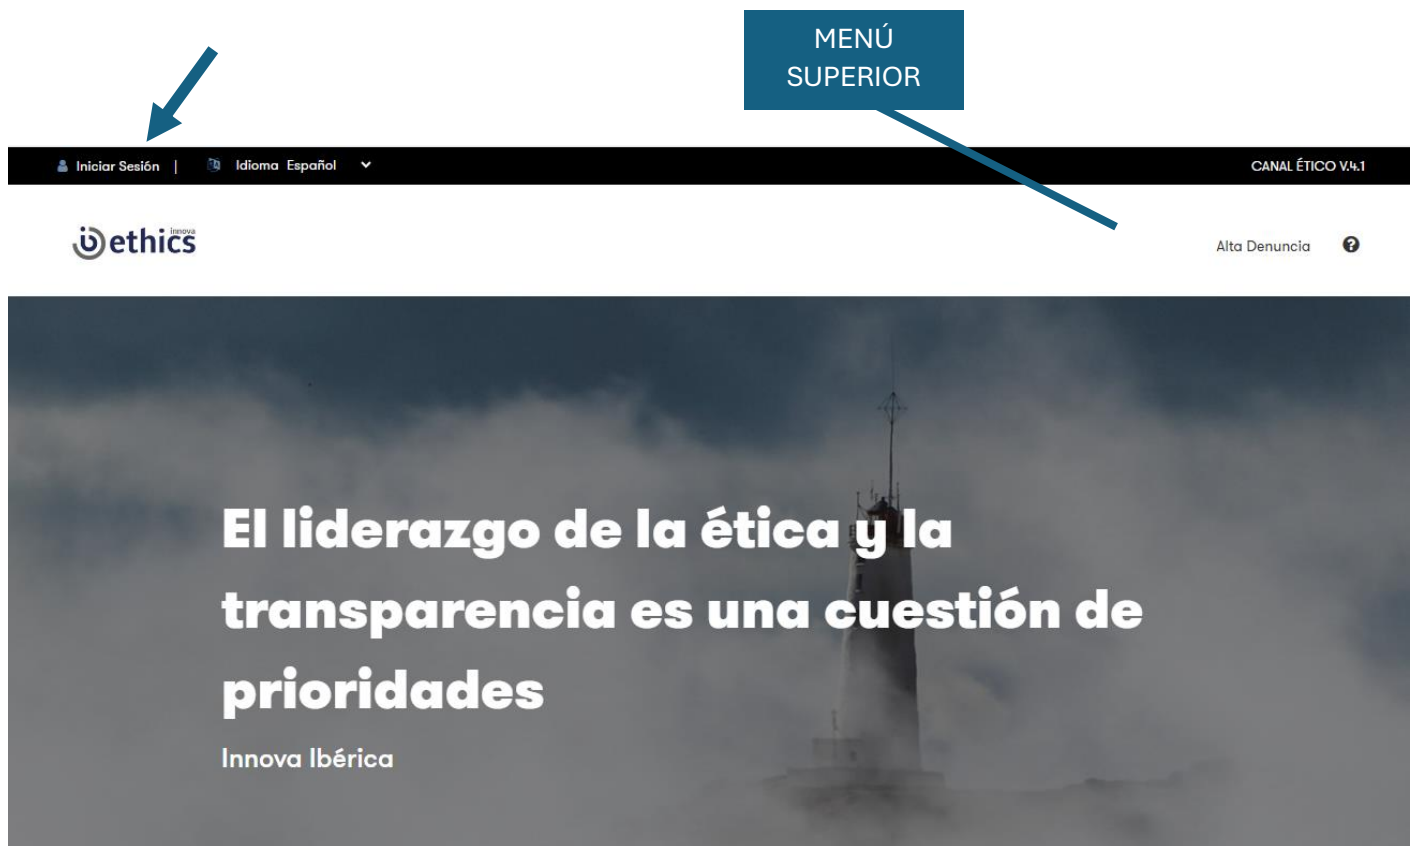 MENÚ
SUPERIOR
Iniciar Sesión | Idioma Español
CANAL ÉTICO V.4.1
innova
ethics
Alta Denuncia ?
El liderazgo de la ética y la
transparencia es una cuestión de
prioridades
Innova Ibérica